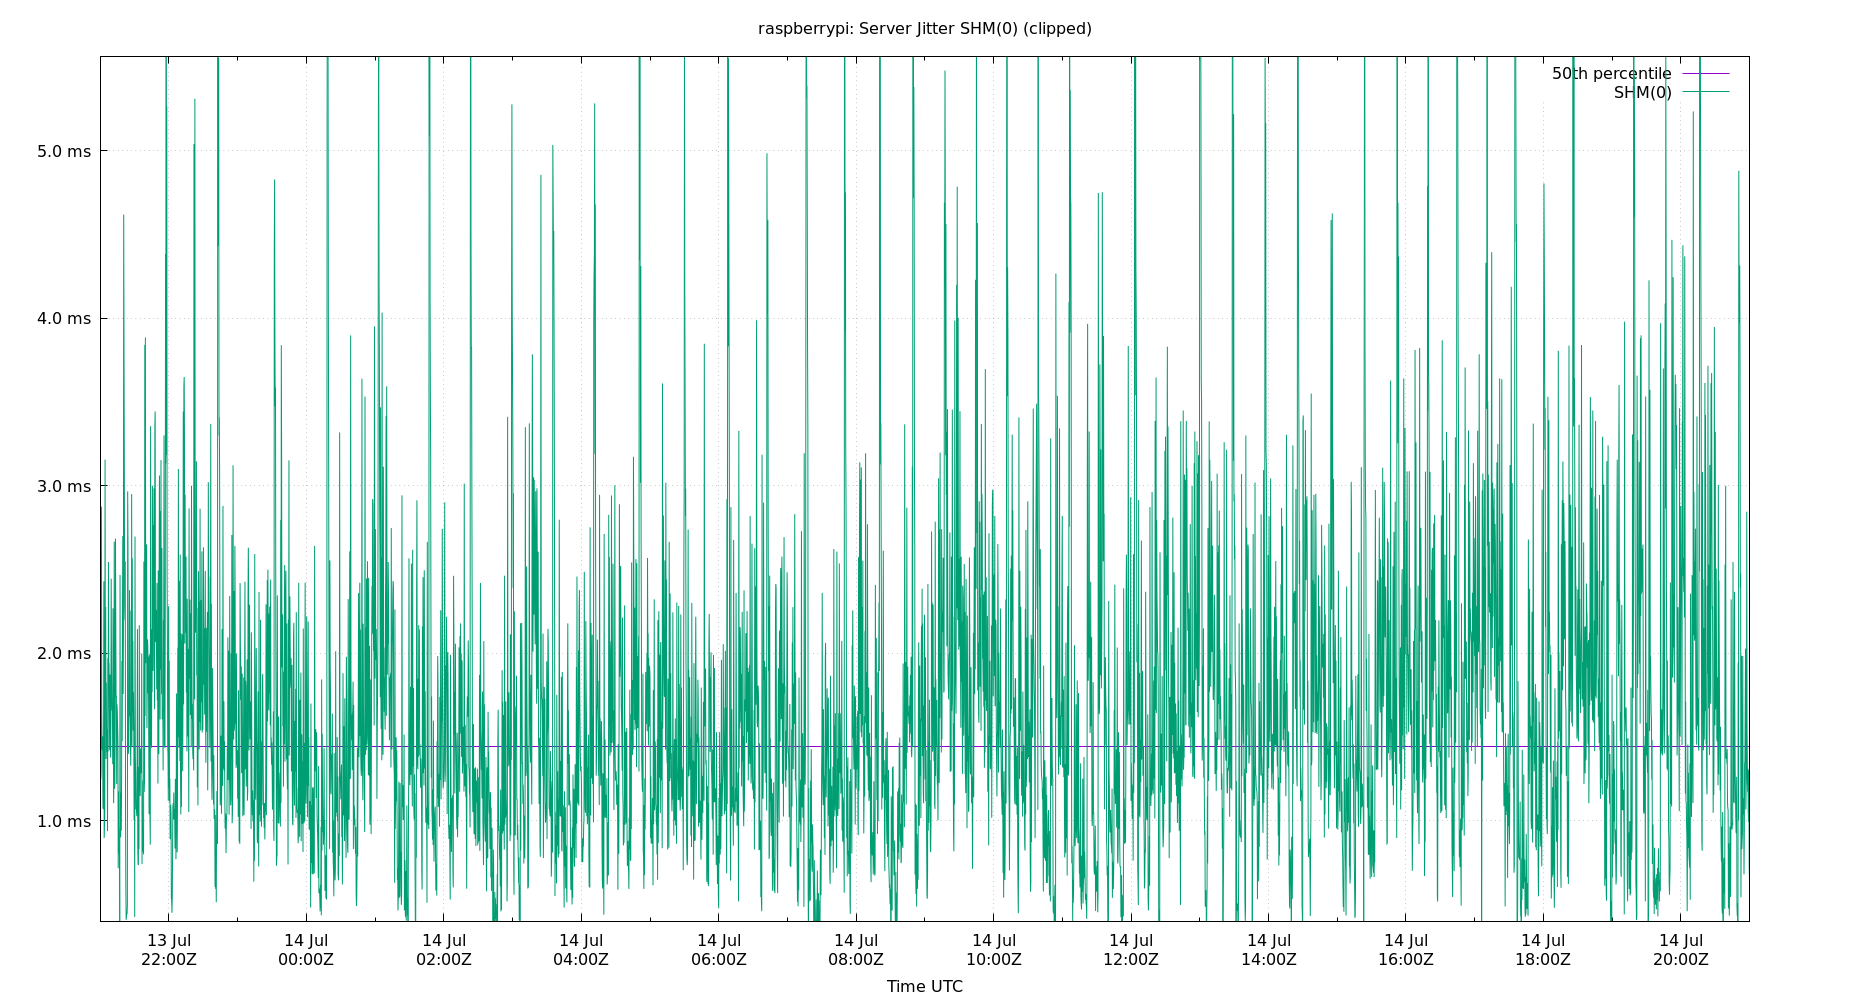 raspberrypi: Server Jitter SHM(0) (clipped)
50th percentile
SHM(0)
5.0 ms
4.0 ms
3.0 ms
2.0 ms
1.0 ms
13 Jul 14 Jul 14 Jul 14 Jul 14 Jul 14 Jul 14 Jul 14 Jul 14 Jul 14 Jul 14 Jul 14 Jul
22:00Z 00:00Z 02:00Z 04:00Z 06:00Z 08:00Z 10:00Z 12:00Z 14:00Z 16:00Z 18:00Z 20:00Z
Time UTC